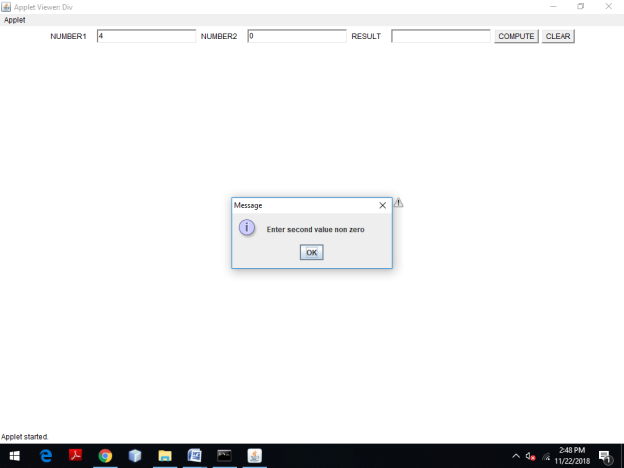 Applet Viewer: Div
Applet
NUMBER1 4 NUMBER2 0 RESULT COMPUTE CLEAR
Message
Enter second value non zero
OK
Applet started.
2:48 PM
11/22/2018